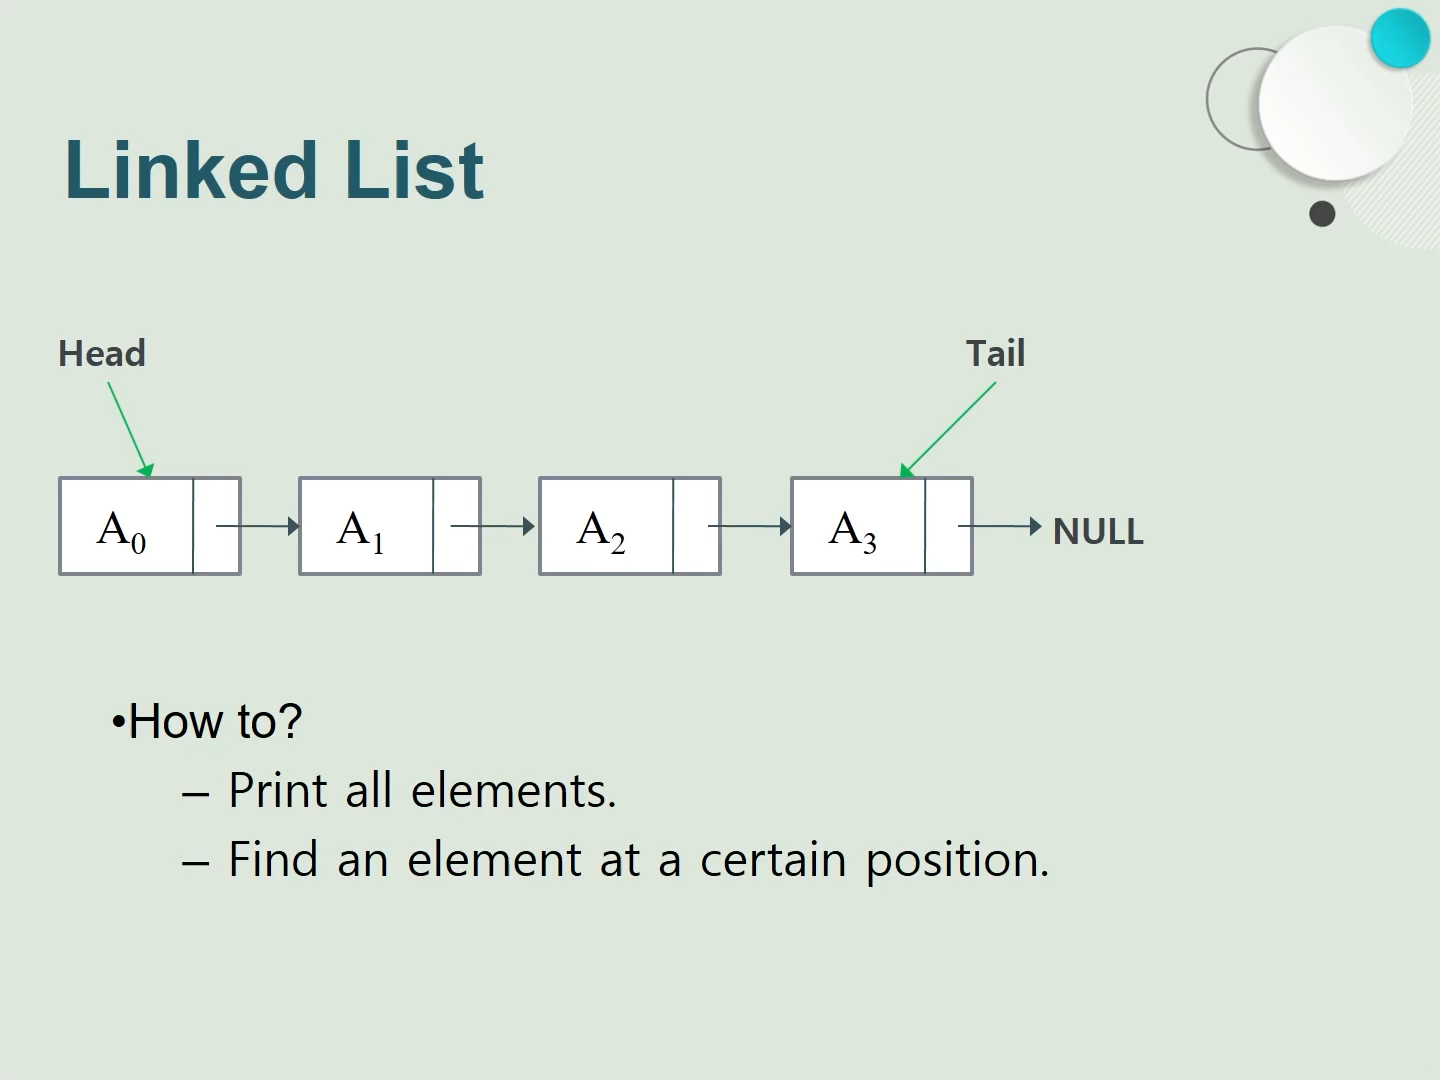 Linked List
Head Tail
A0 A1 A2 A3 NULL
•How to?
– Print all elements.
– Find an element at a certain position.